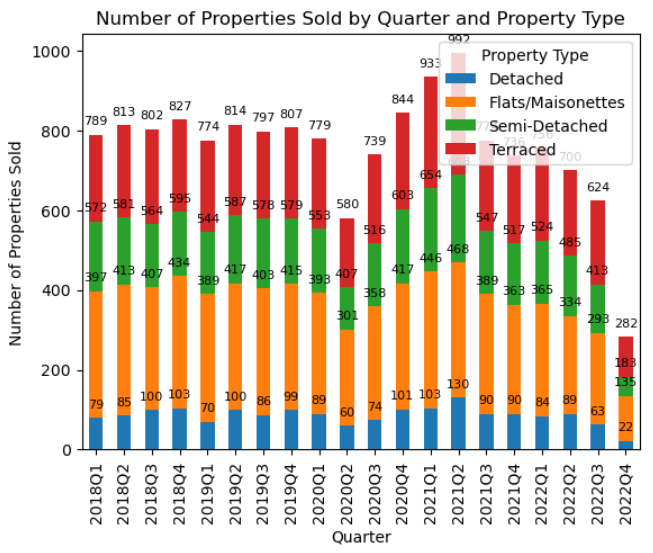 Number of Properties Sold by Quarter and Property Type
Number of Properties Sold
1000
800
600
400
200
0
Property Type
Detached
Flats/Maisonettes
Semi-Detached
Terraced
789 813 802 827 774 814 797 807 779 580 739 844 933 992 736 700 624 282
572 581 564 595 544 587 578 579 553 407 516 603 654 547 517 524 485 413 183
397 413 407 434 389 417 403 415 393 301 358 417 446 468 389 363 365 334 293 135
79 85 100 103 70 100 86 99 89 60 74 101 103 130 90 90 84 89 63 22
2018Q1
2018Q2
2018Q3
2018Q4
2019Q1
2019Q2
2019Q3
2019Q4
2020Q1
2020Q2
2020Q3
2020Q4
2021Q1
2021Q2
2021Q3
2021Q4
2022Q1
2022Q2
2022Q3
2022Q4
Quarter